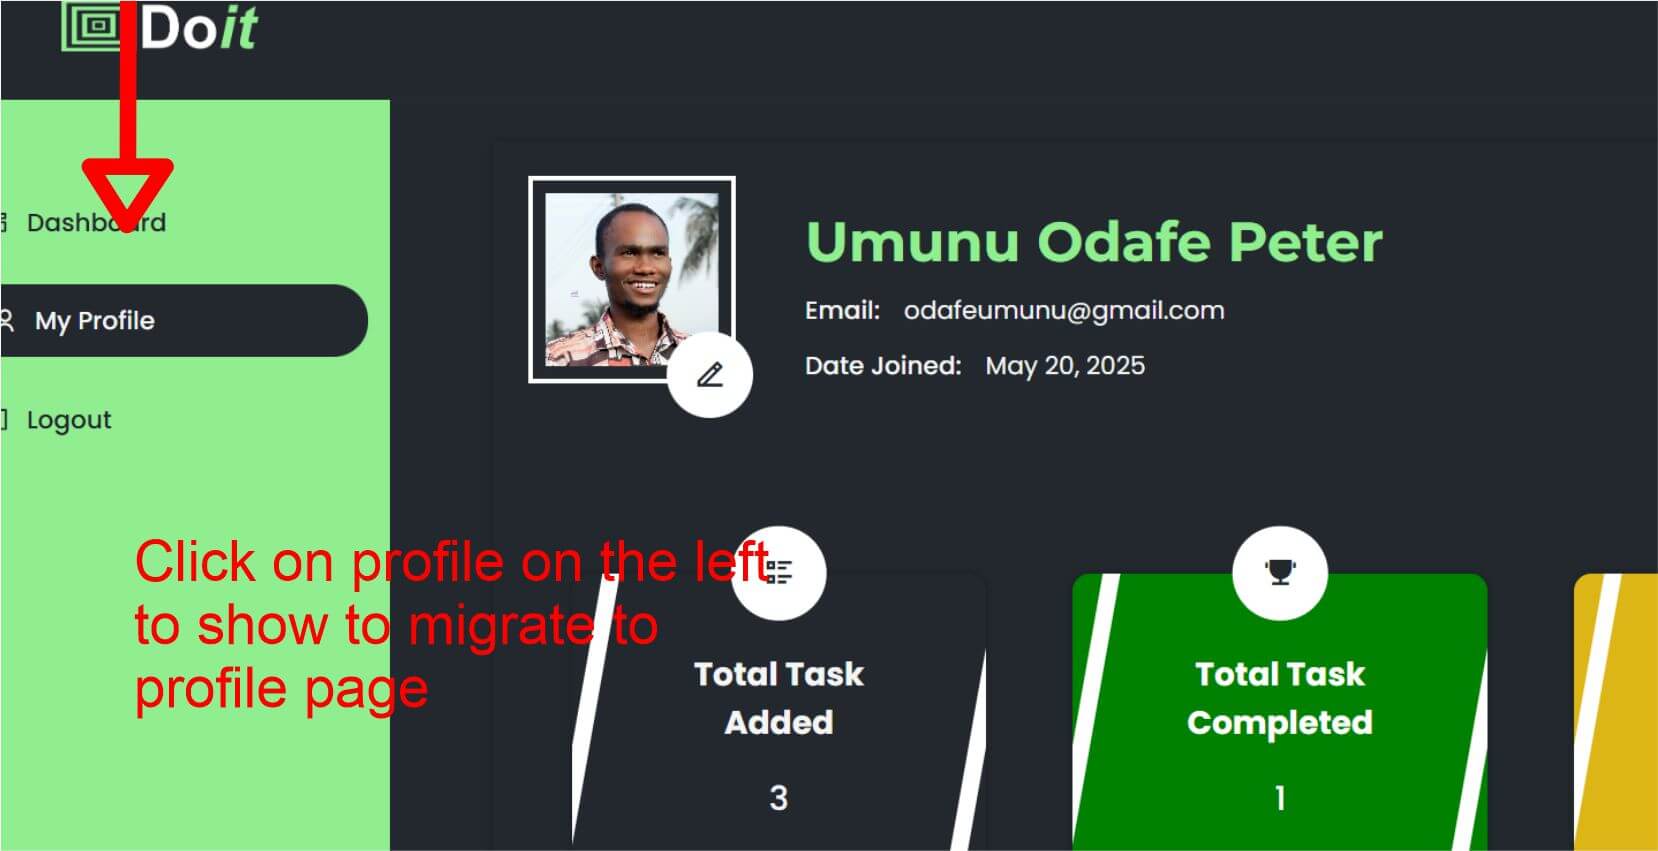 Doit
Dashboard
My Profile
Logout
Umunu Odafe Peter
Email: odafeumunu@gmail.com
Date Joined: May 20, 2025
Click on profile on the left
to show to migrate to
profile page
Total Task
Added
3
Total Task
Completed
1